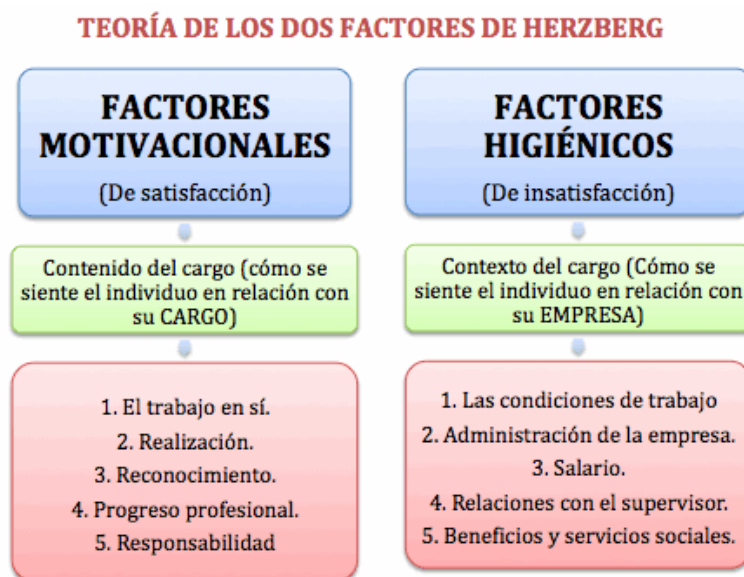 TEORÍA DE LOS DOS FACTORES DE HERZBERG
FACTORES
MOTIVACIONALES
(De satisfacción)
Contenido del cargo (cómo se
siente el individuo en relación con
su CARGO)
1. El trabajo en sí.
2. Realización.
3. Reconocimiento.
4. Progreso profesional.
5. Responsabilidad
FACTORES
HIGIÉNICOS
(De insatisfacción)
Contexto del cargo (Cómo se
siente el individuo en relación con
su EMPRESA)
1. Las condiciones de trabajo
2. Administración de la empresa.
3. Salario.
4. Relaciones con el supervisor.
5. Beneficios y servicios sociales.